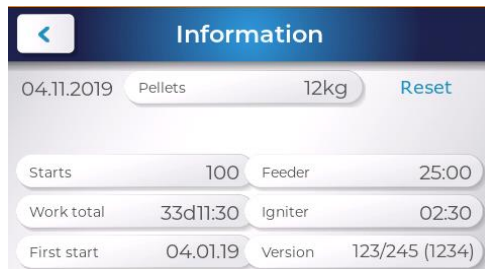 Information
04.11.2019 Pellets 12kg Reset
Starts 100 Feeder 25:00
Work total 33d11:30 Igniter 02:30
First start 04.01.19 Version 123/245 (1234)